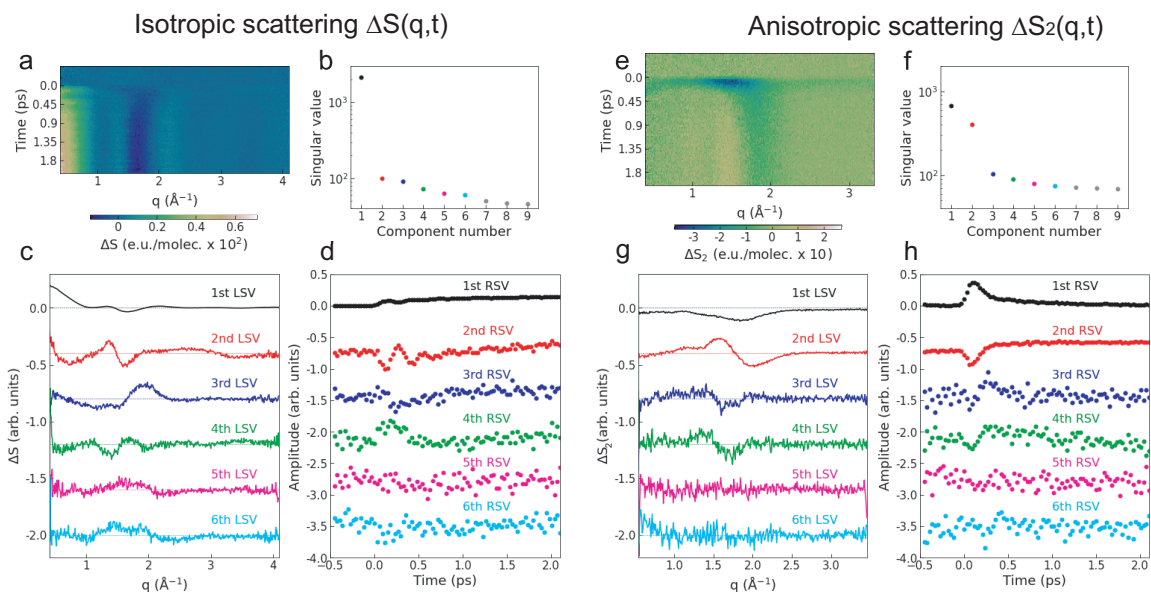 Isotropic scattering ΔS(q,t)
Anisotropic scattering ΔS₂(q,t)
a
Time (ps)
0.0
0.45
0.9
1.35
1.8
1 2 3 4
q (Å⁻¹)
0 0.2 0.4 0.6
ΔS (e.u./molec. x 10²)
b
Singular value
10³
10²
1 2 3 4 5 6 7 8 9
Component number
e
Time (ps)
0.0
0.45
0.9
1.35
1.8
1 2 3
q (Å⁻¹)
-3 -2 -1 0 1 2
ΔS₂ (e.u./molec. x 10)
f
Singular value
10³
10²
1 2 3 4 5 6 7 8 9
Component number
c
ΔS(arb. units)
0.0
-0.5
-1.0
-1.5
-2.0
1st LSV
2nd LSV
3rd LSV
4th LSV
5th LSV
6th LSV
1 2 3 4
q (Å⁻¹)
d
Amplitude (arb. units)
0.5
0.0
-0.5
-1.0
-1.5
-2.0
-2.5
-3.0
-3.5
-4.0
1st RSV
2nd RSV
3rd RSV
4th RSV
5th RSV
6th RSV
-0.5 0.0 0.5 1.0 1.5 2.0
Time (ps)
g
ΔS₂(arb. units)
0.0
-0.5
-1.0
-1.5
-2.0
1st LSV
2nd LSV
3rd LSV
4th LSV
5th LSV
6th LSV
1.0 1.5 2.0 2.5 3.0
q (Å⁻¹)
h
Amplitude (arb. units)
0.5
0.0
-0.5
-1.0
-1.5
-2.0
-2.5
-3.0
-3.5
-4.0
1st RSV
2nd RSV
3rd RSV
4th RSV
5th RSV
6th RSV
-0.5 0.0 0.5 1.0 1.5 2.0
Time (ps)